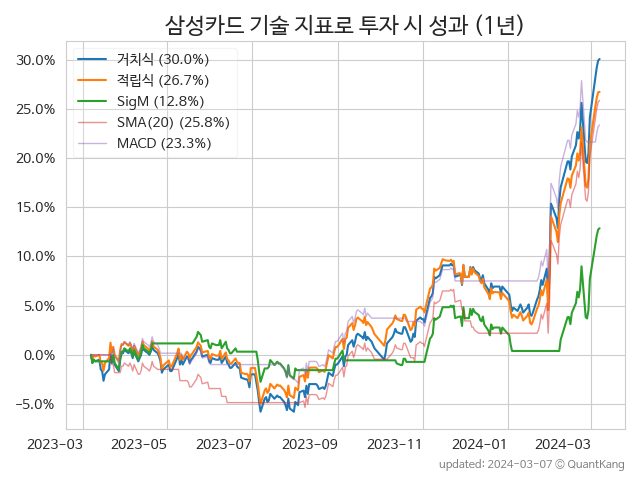 삼성카드 기술 지표로 투자 시 성과 (1년)
거치식 (30.0%)
적립식 (26.7%)
SigM (12.8%)
SMA(20) (25.8%)
MACD (23.3%)
30.0%
25.0%
20.0%
15.0%
10.0%
5.0%
0.0%
−5.0%
2023-03 2023-05 2023-07 2023-09 2023-11 2024-01 2024-03
updated: 2024-03-07 © QuantKang